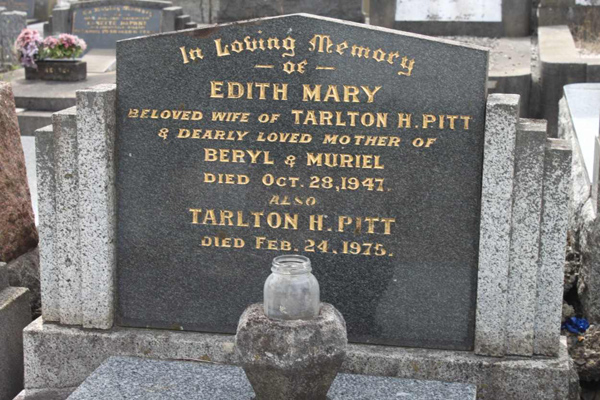 In Loving Memory
— of —
EDITH MARY
BELOVED WIFE OF TARLTON H. PITT
& DEARLY LOVED MOTHER OF
BERYL & MURIEL
DIED OCT. 28, 1947.
ALSO
TARLTON H. PITT
DIED FEB. 24, 1975.